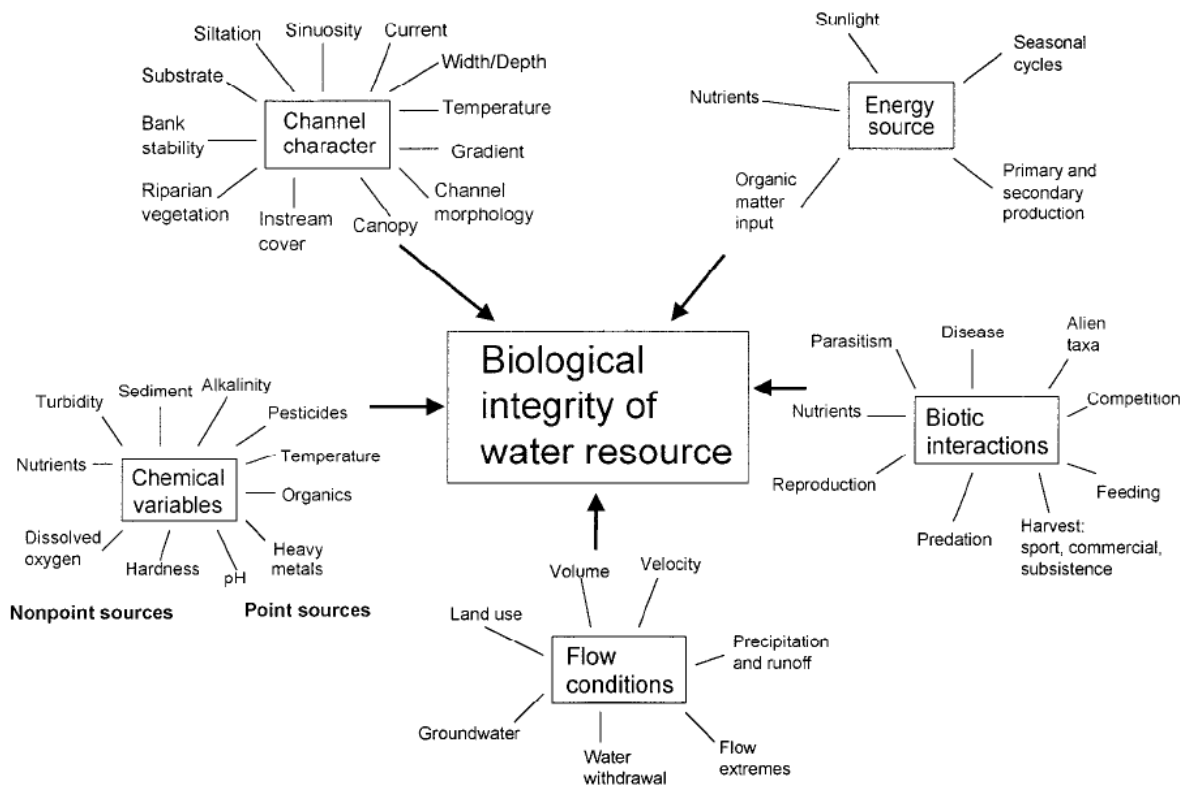 Siltation
Sinuosity
Current
Width/Depth
Substrate
Temperature
Bank
stability
Channel
character
Gradient
Riparian
vegetation
Instream
cover
Canopy
Channel
morphology
Sunlight
Seasonal
cycles
Nutrients
Energy
source
Organic
matter
input
Primary and
secondary
production
Biological
integrity of
water resource
Parasitism
Disease
Alien
taxa
Nutrients
Biotic
interactions
Competition
Reproduction
Predation
Harvest:
sport, commercial,
subsistence
Feeding
Turbidity
Sediment
Alkalinity
Pesticides
Nutrients
Chemical
variables
Temperature
Organics
Dissolved
oxygen
Hardness
pH
Heavy
metals
Nonpoint sources
Point sources
Volume
Velocity
Land use
Flow
conditions
Precipitation
and runoff
Groundwater
Water
withdrawal
Flow
extremes